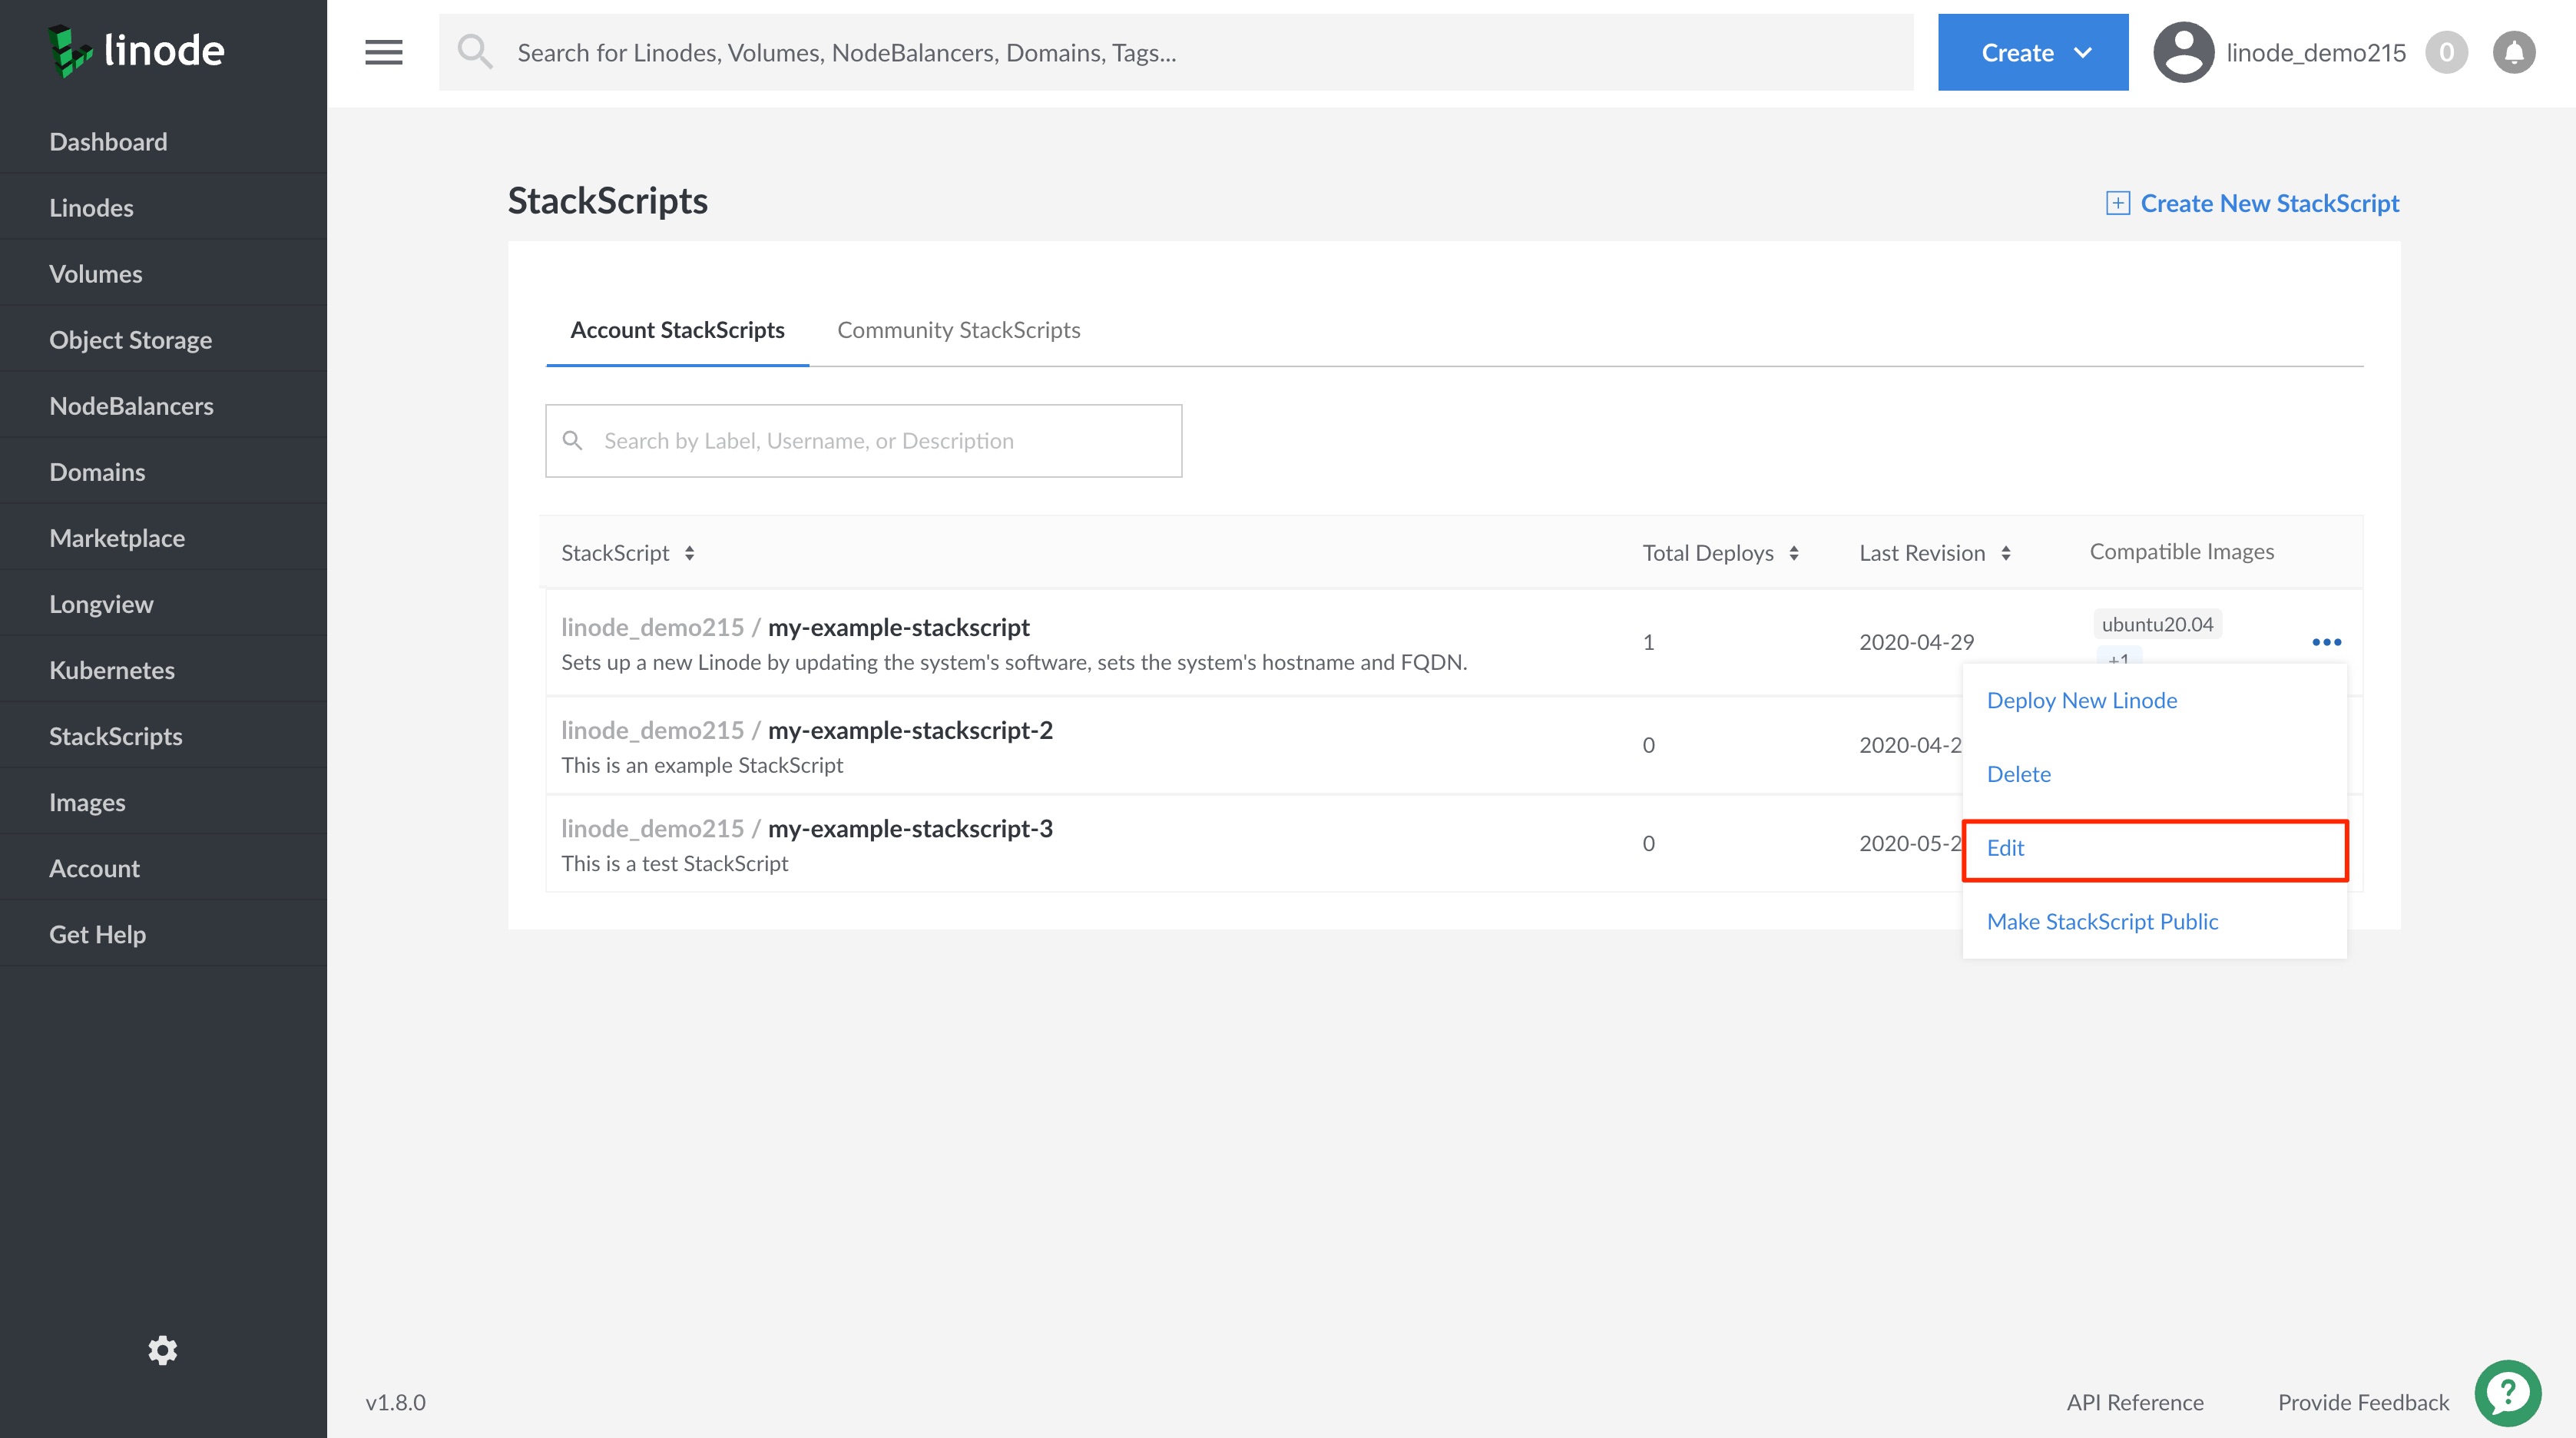 linode
Search for Linodes, Volumes, NodeBalancers, Domains, Tags...
Create
linode_demo215
0
Dashboard
Linodes
Volumes
Object Storage
NodeBalancers
Domains
Marketplace
Longview
Kubernetes
StackScripts
Images
Account
Get Help
StackScripts
Create New StackScript
Account StackScripts
Community StackScripts
Search by Label, Username, or Description
StackScript
Total Deploys
Last Revision
Compatible Images
linode_demo215 / my-example-stackscript
Sets up a new Linode by updating the system's software, sets the system's hostname and FQDN.
1
2020-04-29
ubuntu20.04
+1
linode_demo215 / my-example-stackscript-2
This is an example StackScript
0
2020-04-2
linode_demo215 / my-example-stackscript-3
This is a test StackScript
0
2020-05-2
Deploy New Linode
Delete
Edit
Make StackScript Public
v1.8.0
API Reference
Provide Feedback
?